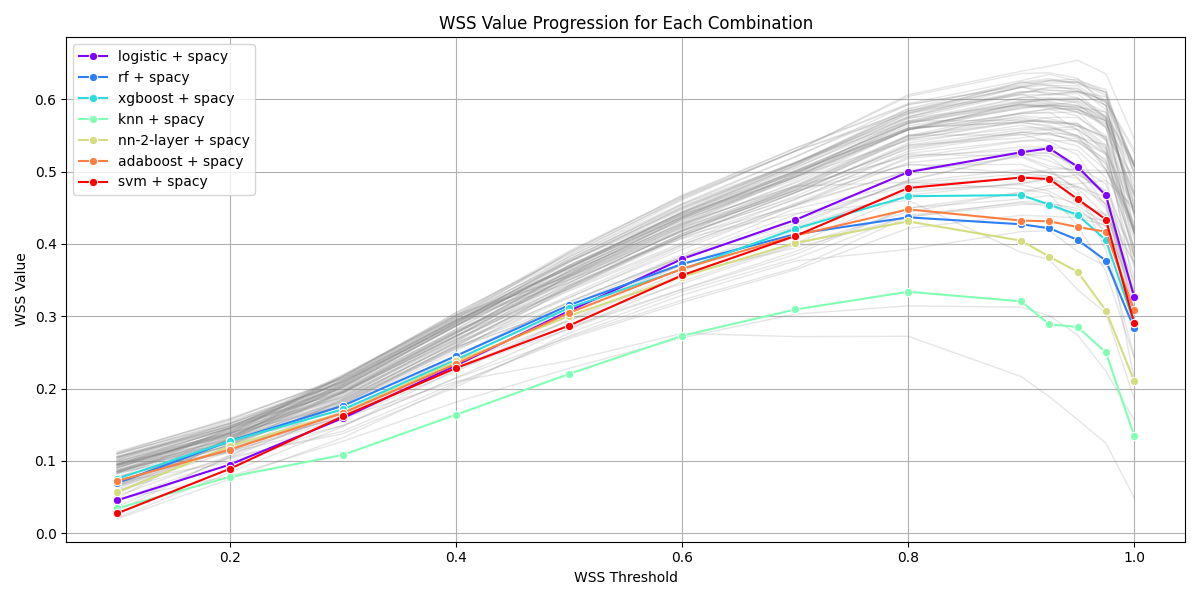 WSS Value Progression for Each Combination
logistic + spacy
rf + spacy
xgboost + spacy
knn + spacy
nn-2-layer + spacy
adaboost + spacy
svm + spacy
WSS Value
0.6
0.5
0.4
0.3
0.2
0.1
0.0
0.2 0.4 0.6 0.8 1.0
WSS Threshold